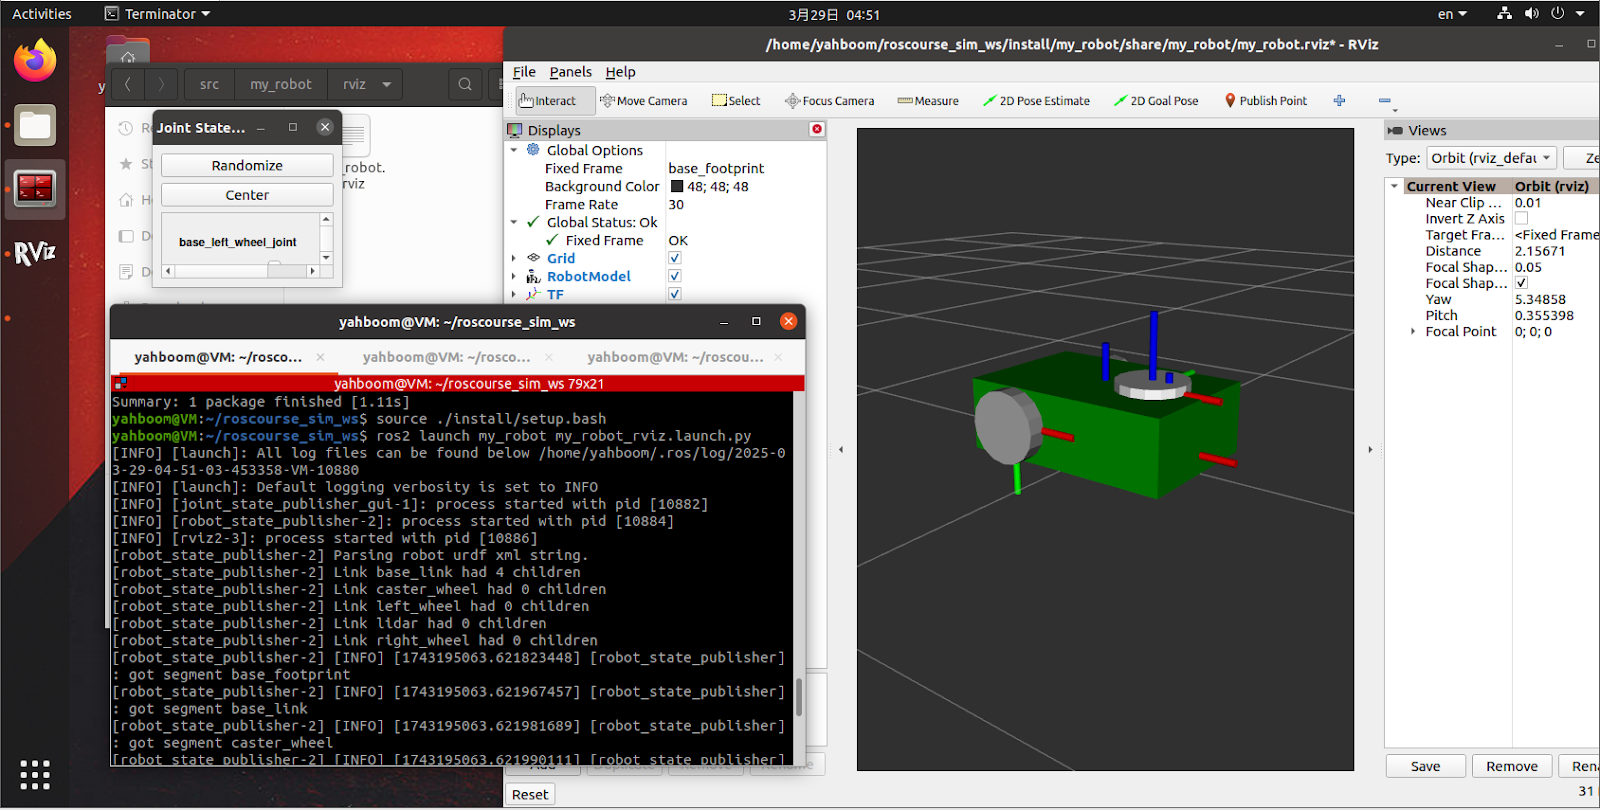 Activities
Terminator
3月29日 04:51
en
/home/yahboom/roscourse_sim_ws/install/my_robot/share/my_robot/my_robot.rviz* - RViz
File Panels Help
Interact Move Camera Select Focus Camera Measure 2D Pose Estimate 2D Goal Pose Publish Point
src my_robot rviz
Joint State...
Randomize
Center
base_left_wheel_joint
_robot.
rviz
RViz
Displays
Global Options
Fixed Frame base_footprint
Background Color 48; 48; 48
Frame Rate 30
Global Status: Ok
Fixed Frame OK
Grid
RobotModel
TF
Reset
Views
Type: Orbit (rviz_defau Ze
Current View Orbit (rviz)
Near Clip ... 0.01
Invert Z Axis
Target Fra... <Fixed Frame
Distance 2.15671
Focal Shap... 0.05
Focal Shap...
Yaw 5.34858
Pitch 0.355398
Focal Point 0; 0; 0
Save Remove Rena
31
yahboom@VM: ~/roscourse_sim_ws
yahboom@VM: ~/rosco... yahboom@VM: ~/rosco... yahboom@VM: ~/roscour...
yahboom@VM: ~/roscourse_sim_ws 79x21
Summary: 1 package finished [1.11s]
yahboom@VM:~/roscourse_sim_ws$ source ./install/setup.bash
yahboom@VM:~/roscourse_sim_ws$ ros2 launch my_robot my_robot_rviz.launch.py
[INFO] [launch]: All log files can be found below /home/yahboom/.ros/log/2025-0
3-29-04-51-03-453358-VM-10880
[INFO] [launch]: Default logging verbosity is set to INFO
[INFO] [joint_state_publisher_gui-1]: process started with pid [10882]
[INFO] [robot_state_publisher-2]: process started with pid [10884]
[INFO] [rviz2-3]: process started with pid [10886]
[robot_state_publisher-2] Parsing robot urdf xml string.
[robot_state_publisher-2] Link base_link had 4 children
[robot_state_publisher-2] Link caster_wheel had 0 children
[robot_state_publisher-2] Link left_wheel had 0 children
[robot_state_publisher-2] Link lidar had 0 children
[robot_state_publisher-2] Link right_wheel had 0 children
[robot_state_publisher-2] [INFO] [1743195063.621823448] [robot_state_publisher]
: got segment base_footprint
[robot_state_publisher-2] [INFO] [1743195063.621967457] [robot_state_publisher]
: got segment base_link
[robot_state_publisher-2] [INFO] [1743195063.621981689] [robot_state_publisher]
: got segment caster_wheel
[robot_state_publisher-2] [INFO] [1743195063.621990111] [robot_state_publisher]